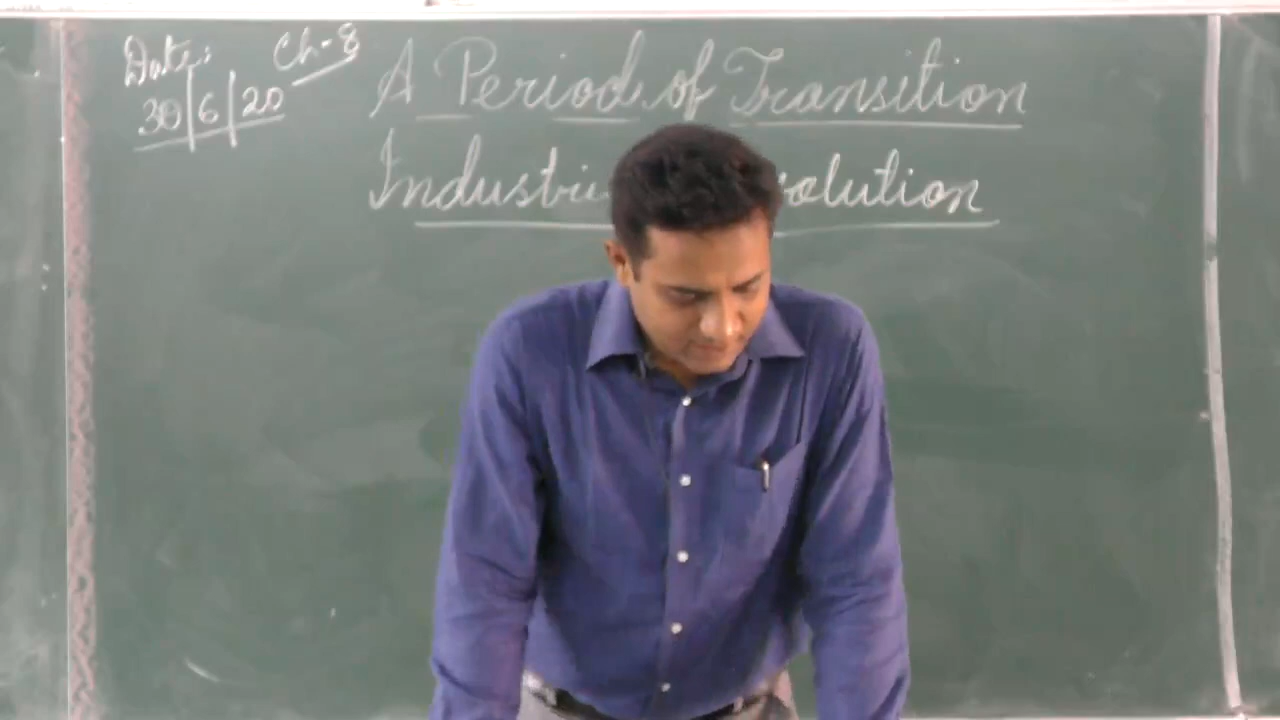 Date: Ch-8
30/6/20
A Period of Transition
Industri olution